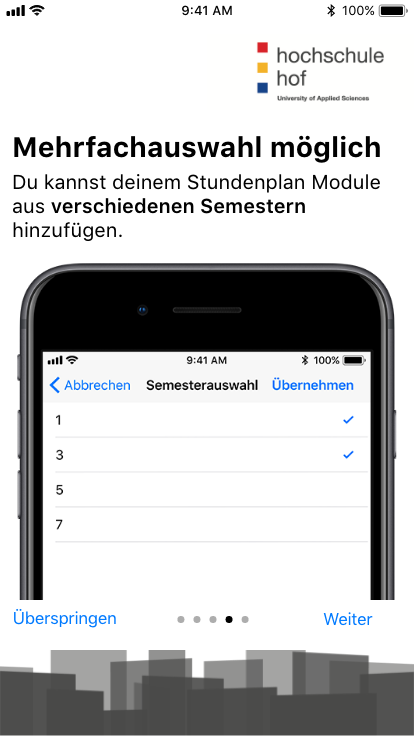 9:41 AM 100%
hochschule
hof
University of Applied Sciences
Mehrfachauswahl möglich
Du kannst deinem Stundenplan Module
aus verschiedenen Semestern
hinzufügen.
9:41 AM 100%
Abbrechen Semesterauswahl Übernehmen
1
3
5
7
Überspringen Weiter